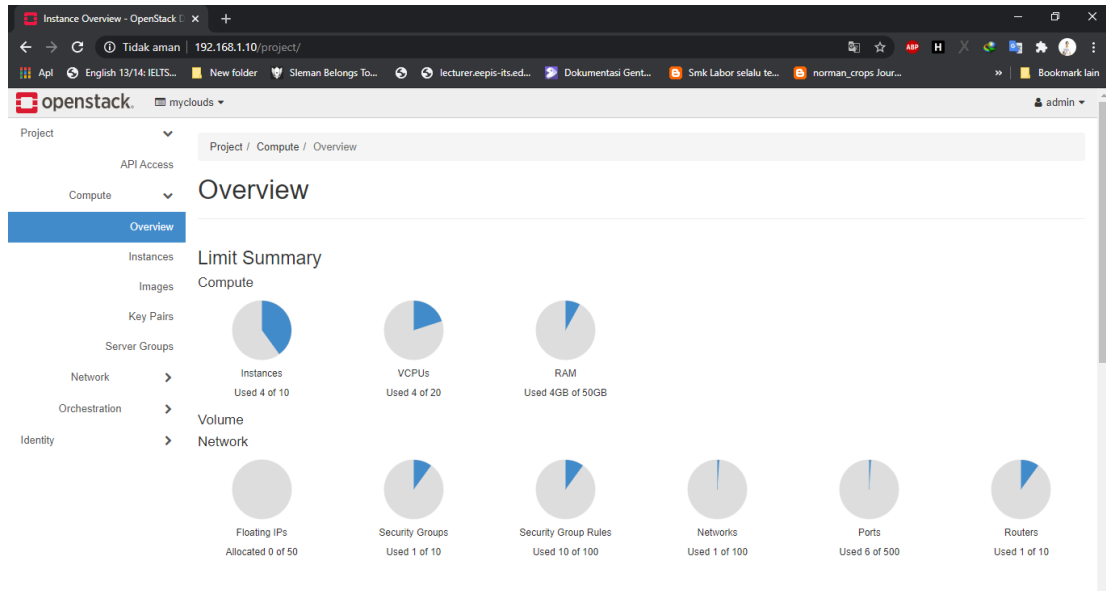 Instance Overview - OpenStack D
Tidak aman 192.168.1.10/project/
ABP H X
Apl English 13/14: IELTS... New folder Sleman Belongs To... lecturer.eepis-its.ed... Dokumentasi Gent... Smk Labor selalu te... norman_crops Jour... » Bookmark lain
openstack. myclouds admin
Project
Project / Compute / Overview
API Access
Compute
Overview
Overview
Instances
Limit Summary
Images
Compute
Key Pairs
Server Groups
Network
Orchestration
Identity
Instances VCPUs RAM
Used 4 of 10 Used 4 of 20 Used 4GB of 50GB
Volume
Network
Floating IPs Security Groups Security Group Rules Networks Ports Routers
Allocated 0 of 50 Used 1 of 10 Used 10 of 100 Used 1 of 100 Used 6 of 500 Used 1 of 10